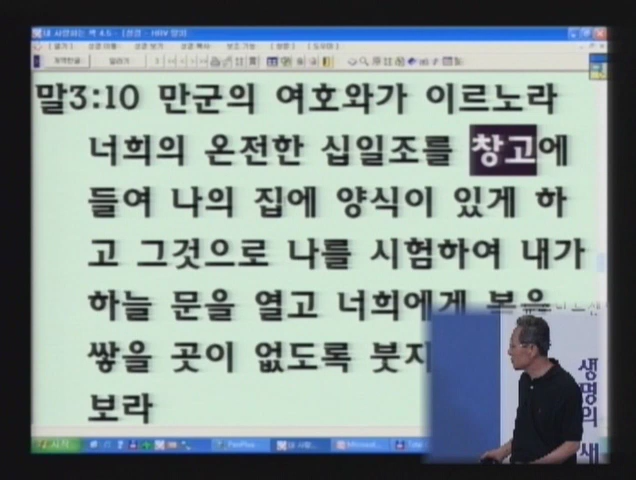 말3:10 만군의 여호와가 이르노라
너희의 온전한 십일조를 창고에
들여 나의 집에 양식이 있게 하
고 그것으로 나를 시험하여 내가
하늘 문을 열고 너희에게 복을
쌓을 곳이 없도록 붓지
보라
생명의 새